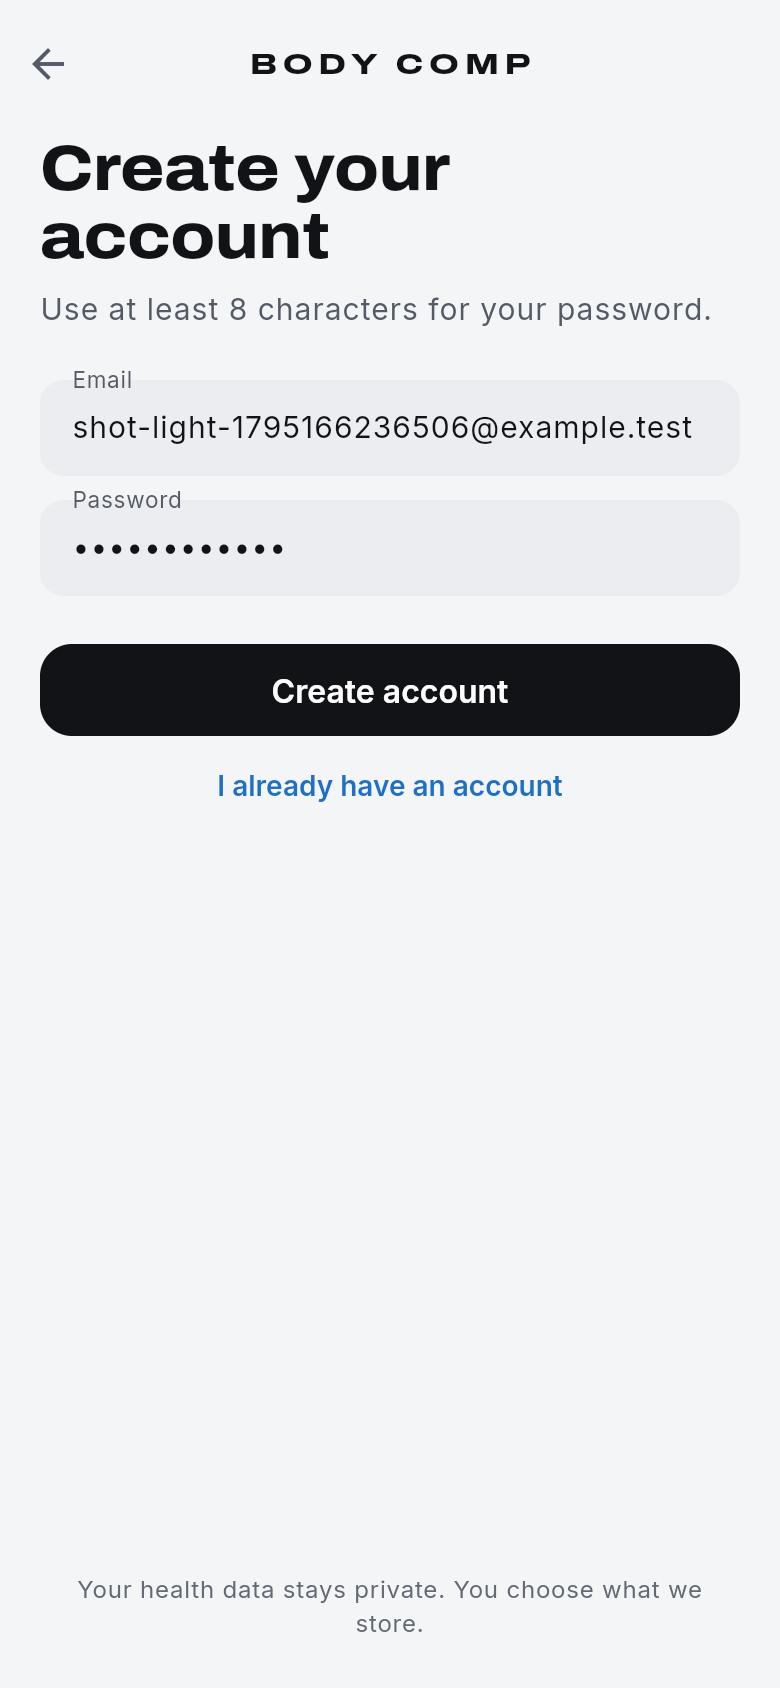 BODY COMP
Create your
account
Use at least 8 characters for your password.
Email
shot-light-1795166236506@example.test
Password
••••••••••••
Create account
I already have an account
Your health data stays private. You choose what we
store.